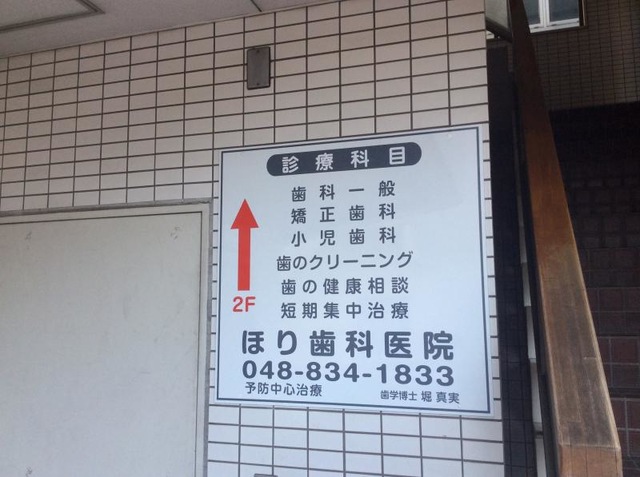 診療科目
歯科一般
矯正歯科
小児歯科
歯のクリーニング
歯の健康相談
短期集中治療
2F
ほり歯科医院
048-834-1833
予防中心治療
歯学博士 堀 真実